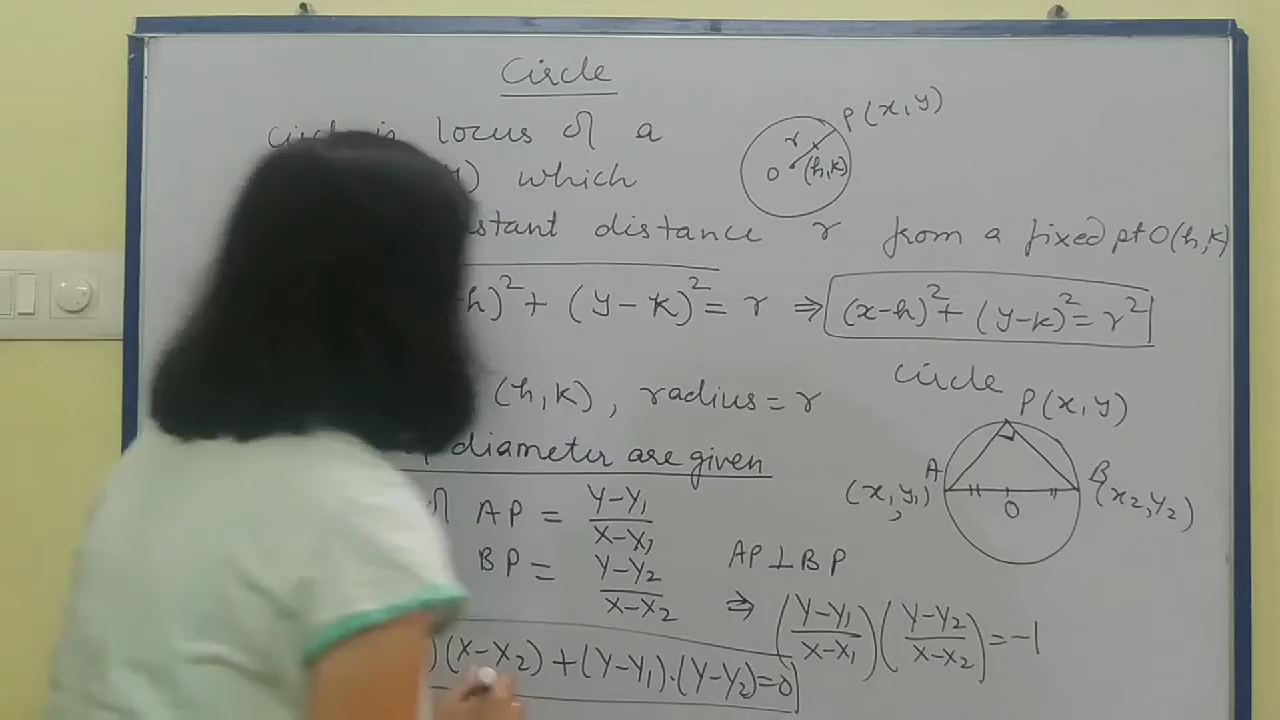 Circle
Circle is locus of a
P(x,y)
r
O
(h,k)
) which
distance r from a fixed pt O(h,k)
)² + (y-k)² = r ⇒ (x-h)² + (y-k)² = r²
(h,k), radius = r
circle
P(x,y)
diameter are given
A
B
(x₁,y₁)
(x₂,y₂)
O
AP = y-y₁/x-x₁
BP = y-y₂/x-x₂
AP⊥BP
⇒ (y-y₁/x-x₁)(y-y₂/x-x₂) = -1
)(x-x₂) + (y-y₁).(y-y₂) = 0